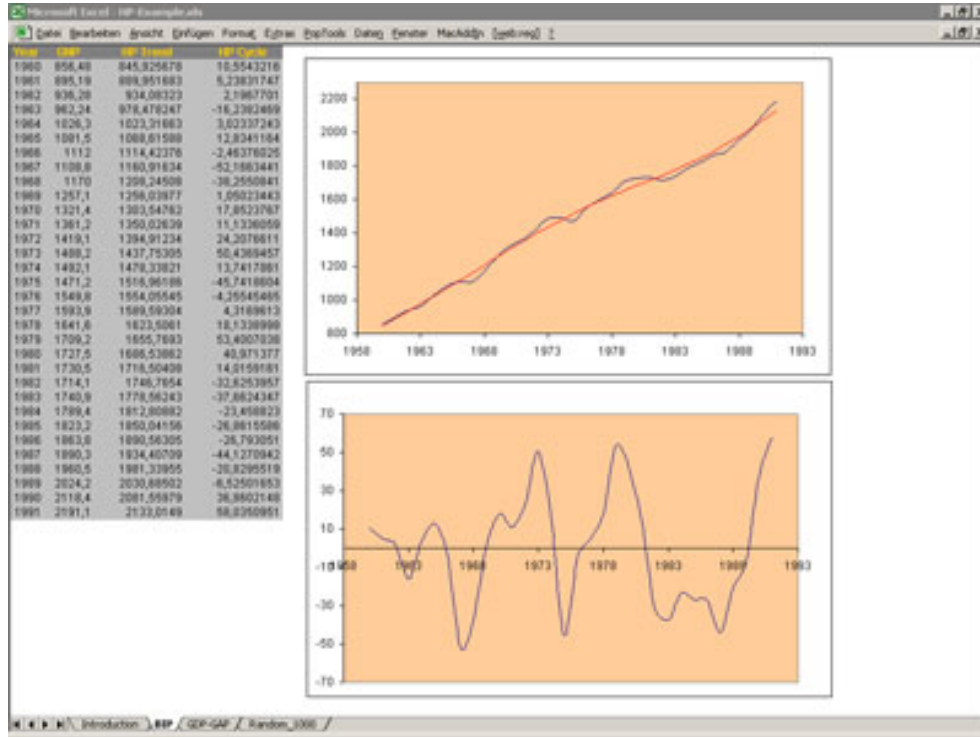 Microsoft Excel - HP-Example.xls
Datei Bearbeiten Ansicht Einfügen Format Extras PopTools Daten Fenster MacAddIn [web:reg] ?
Year GNP HP Trend HP Cycle
1960 856,48 845,925678 10,5543216
1961 895,19 889,951683 5,23831747
1962 936,28 934,08323 2,1967701
1963 962,24 978,478247 -16,2382469
1964 1026,3 1023,31663 3,02337243
1965 1081,5 1068,61588 12,8341164
1966 1112 1114,42376 -2,46376025
1967 1108,8 1160,91634 -52,1663441
1968 1170 1208,24508 -38,2550841
1969 1257,1 1256,03977 1,05023443
1970 1321,4 1303,54762 17,8523767
1971 1361,2 1350,02639 11,1336059
1972 1419,1 1394,91234 24,2076611
1973 1488,2 1437,75305 50,4369457
1974 1492,1 1478,33821 13,7417861
1975 1471,2 1516,96186 -45,7418604
1976 1549,8 1554,05545 -4,25545465
1977 1593,9 1589,59304 4,3169613
1978 1641,6 1623,5061 18,1338998
1979 1709,2 1655,7893 53,4007038
1980 1727,5 1686,53862 40,971377
1981 1730,5 1716,50408 14,0159181
1982 1714,1 1746,7654 -32,6253957
1983 1740,9 1778,56243 -37,6624347
1984 1789,4 1812,80882 -23,458823
1985 1823,2 1850,04156 -26,8615586
1986 1863,8 1890,56305 -26,793051
1987 1890,3 1934,40709 -44,1270942
1988 1960,5 1981,33955 -20,8295519
1989 2024,2 2030,68502 -6,52501653
1990 2118,4 2081,55979 36,8602148
1991 2191,1 2133,0149 58,0350951
2200
2000
1800
1600
1400
1200
1000
800
1958 1963 1968 1973 1978 1983 1988 1993
70
50
30
10
-10
1958 1963 1968 1973 1978 1983 1988 1993
-30
-50
-70
Introduction BIP GDP-GAP Random_1000